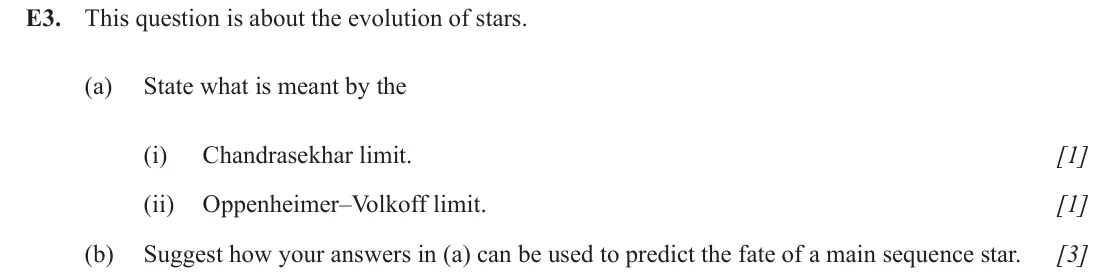 E3. This question is about the evolution of stars.
(a) State what is meant by the
(i) Chandrasekhar limit. [1]
(ii) Oppenheimer–Volkoff limit. [1]
(b) Suggest how your answers in (a) can be used to predict the fate of a main sequence star. [3]